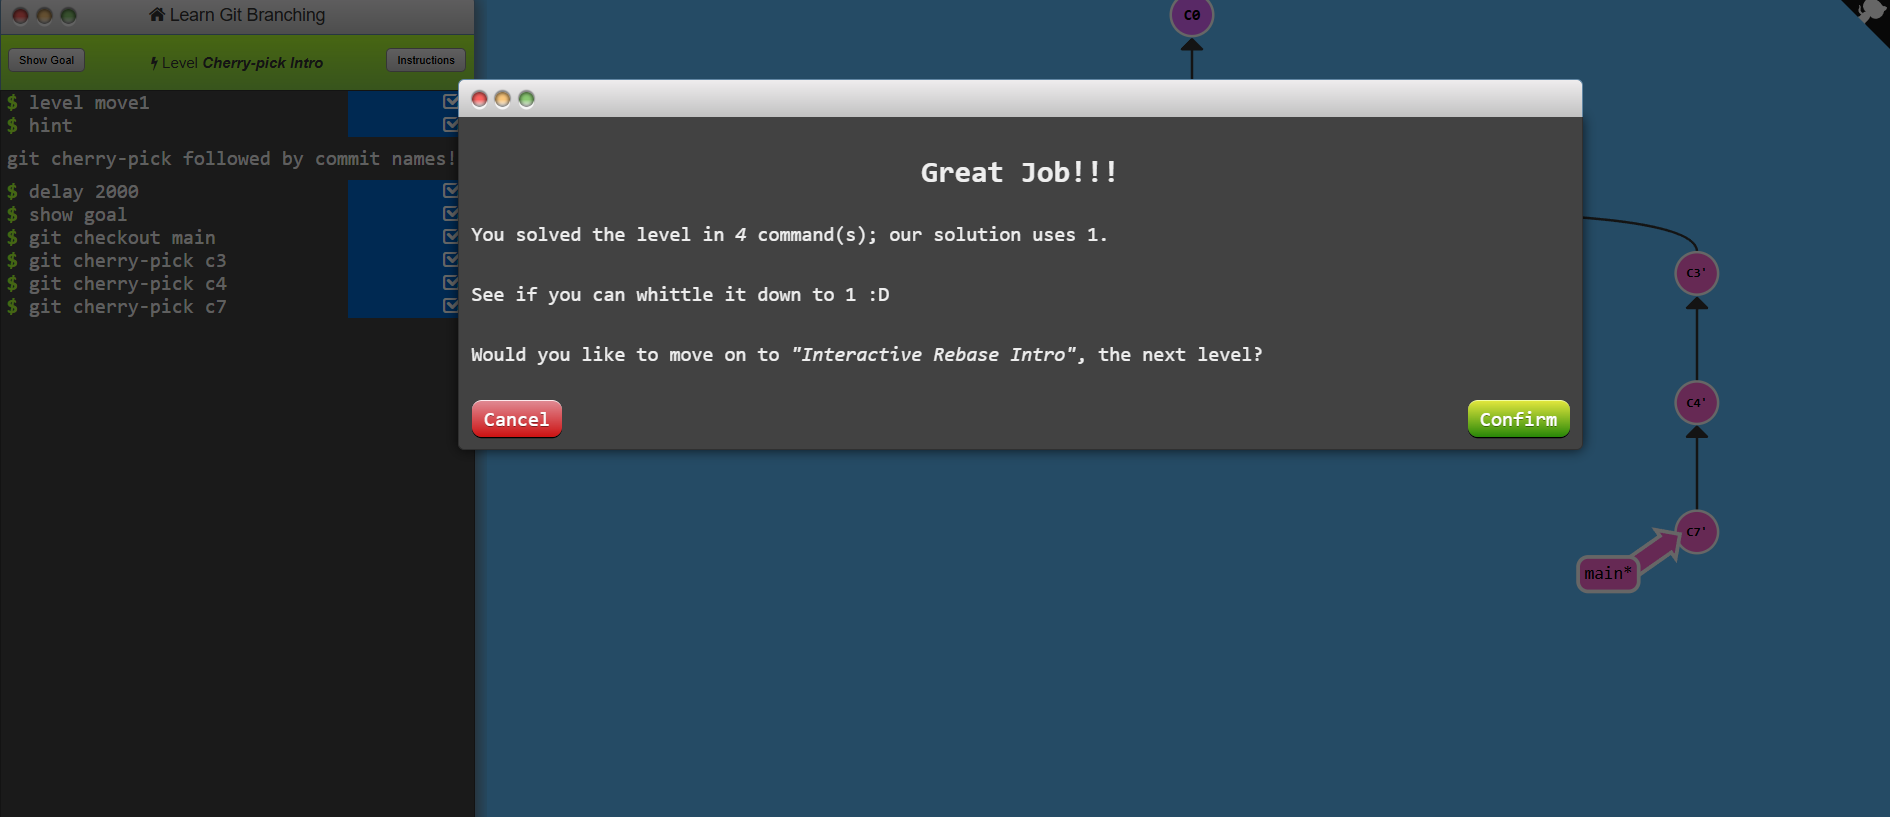 Learn Git Branching
Show Goal
Level Cherry-pick Intro
Instructions
$ level move1
$ hint
git cherry-pick followed by commit names!
$ delay 2000
$ show goal
$ git checkout main
$ git cherry-pick c3
$ git cherry-pick c4
$ git cherry-pick c7
C0
Great Job!!!
You solved the level in 4 command(s); our solution uses 1.
See if you can whittle it down to 1 :D
Would you like to move on to "Interactive Rebase Intro", the next level?
Cancel
Confirm
C3'
C4'
C7'
main*